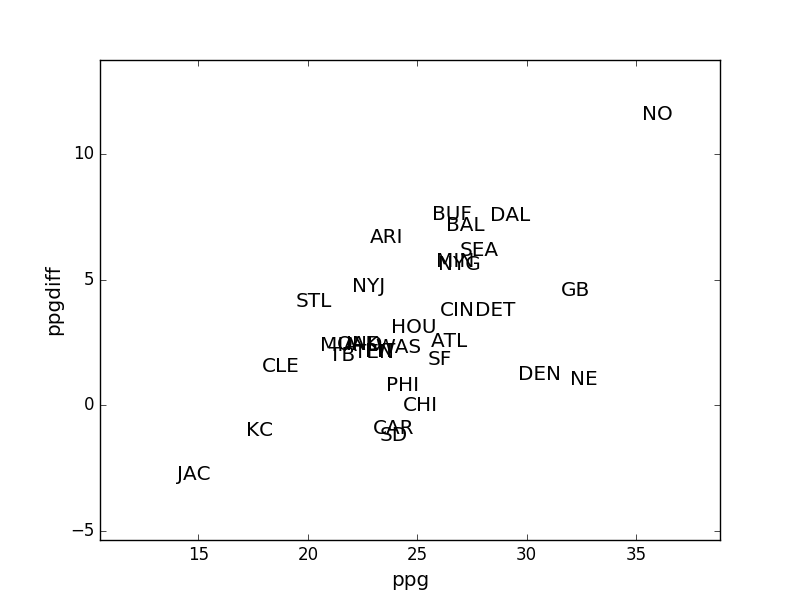 ppgdiff
10
5
0
−5
NO
BUF
DAL
BAL
ARI
SEA
MIN
NYG
NYJ
GB
STL
CIN
DET
HOU
ATL
MIA
WAS
TEN
TB
SF
CLE
DEN
NE
PHI
CHI
CAR
KC
SD
JAC
15 20 25 30 35
ppg